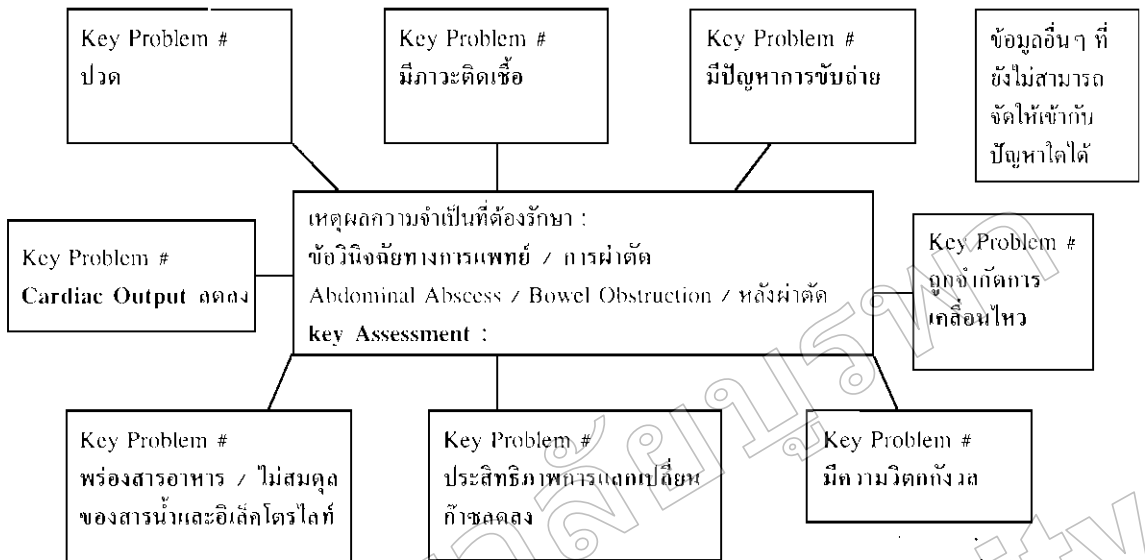 Key Problem #
ปวด
Key Problem #
มีภาวะติดเชื้อ
Key Problem #
มีปัญหาการขับถ่าย
ข้อมูลอื่นๆ ที่
ยังไม่สามารถ
จัดให้เข้ากับ
ปัญหาใดได้
Key Problem #
Cardiac Output ลดลง
เหตุผลความจำเป็นที่ต้องรักษา :
ข้อวินิจฉัยทางการแพทย์ / การผ่าตัด
Abdominal Abscess / Bowel Obstruction / หลังผ่าตัด
key Assessment :
Key Problem #
ถูกจำกัดการ
เคลื่อนไหว
Key Problem #
พร่องสารอาหาร / ไม่สมดุล
ของสารน้ำและอิเล็คโตรไลท์
Key Problem #
ประสิทธิภาพการแลกเปลี่ยน
ก๊าซลดลง
Key Problem #
มีความวิตกกังวล